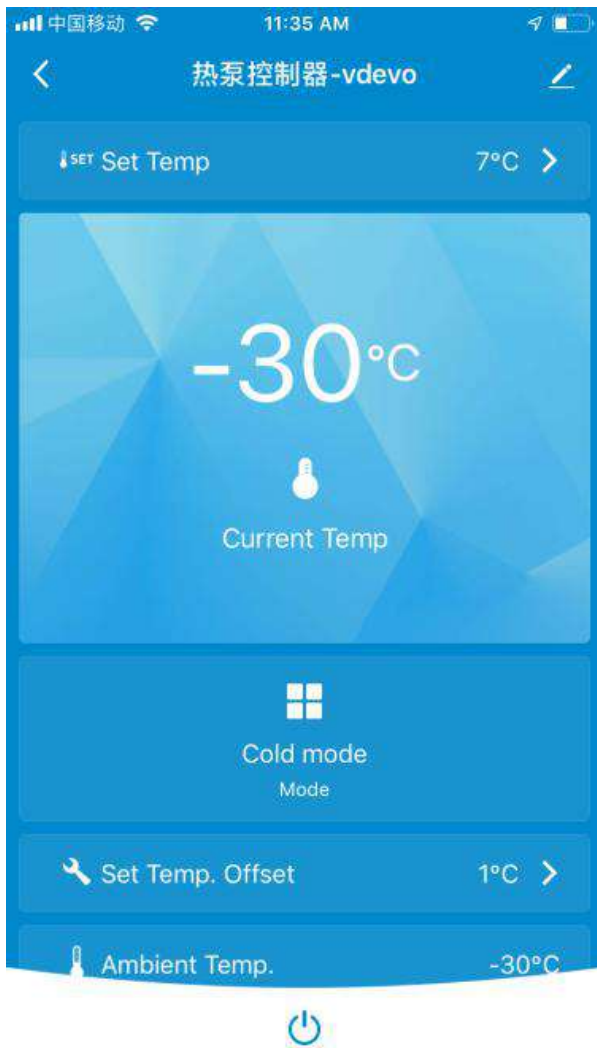 中国移动 11:35 AM
热泵控制器-vdevo
SET Set Temp 7°C
-30°C
Current Temp
Cold mode
Mode
Set Temp. Offset 1°C
Ambient Temp. -30°C